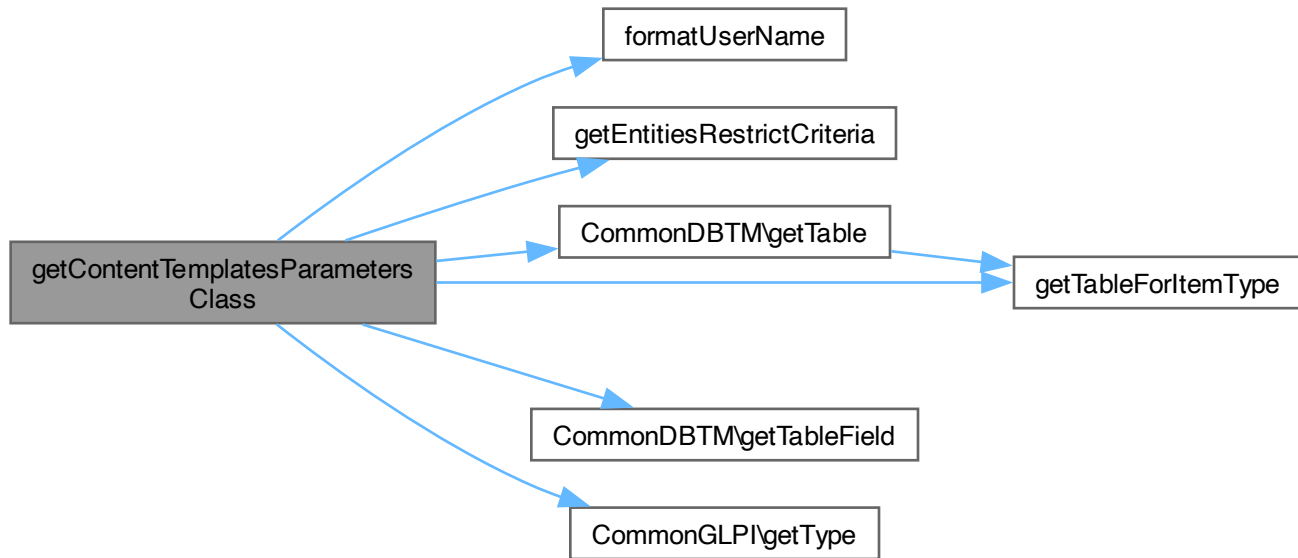 formatUserName
getEntitiesRestrictCriteria
CommonDBTM\getTable
getContentTemplatesParameters
Class
getTableForItemType
CommonDBTM\getTableField
CommonGLPI\getType